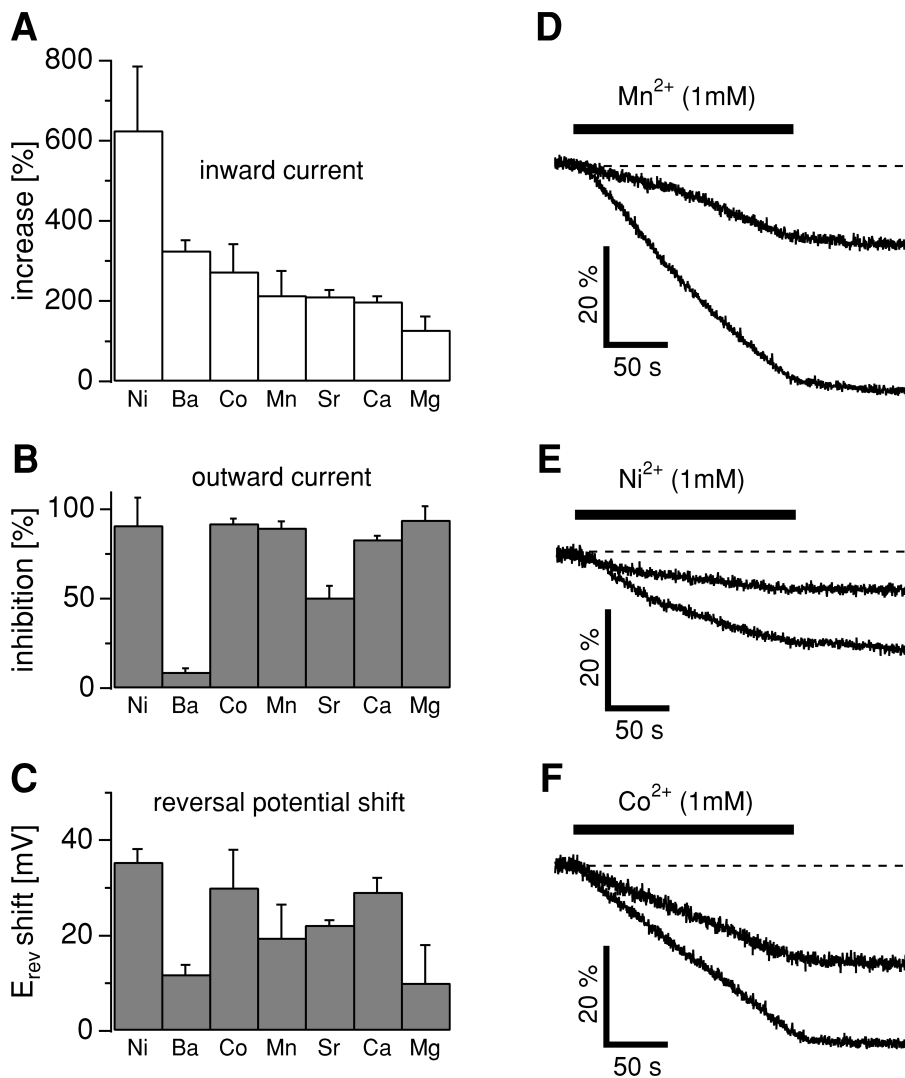 A
800
600
400
200
0
increase [%]
inward current
Ni Ba Co Mn Sr Ca Mg
B
outward current
100
50
0
inhibition [%]
Ni Ba Co Mn Sr Ca Mg
C
reversal potential shift
40
20
0
E_rev shift [mV]
Ni Ba Co Mn Sr Ca Mg
D
Mn²⁺ (1mM)
20 %
50 s
E
Ni²⁺ (1mM)
20 %
50 s
F
Co²⁺ (1mM)
20 %
50 s